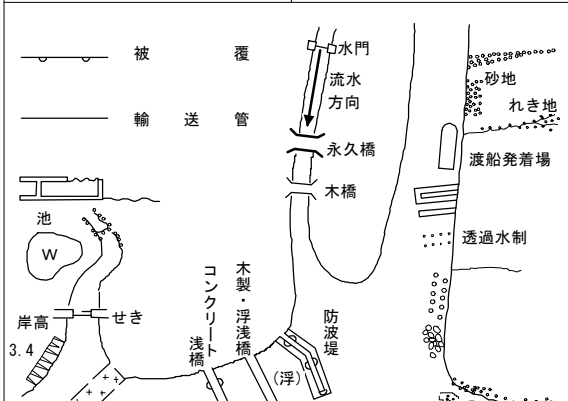 被覆
輸送管
水門
流水
方向
永久橋
木橋
砂地
れき地
渡船発着場
透過水制
池
W
岸高
3.4
せき
コンクリート
浅橋
木製・浮浅橋
防波堤
(浮)